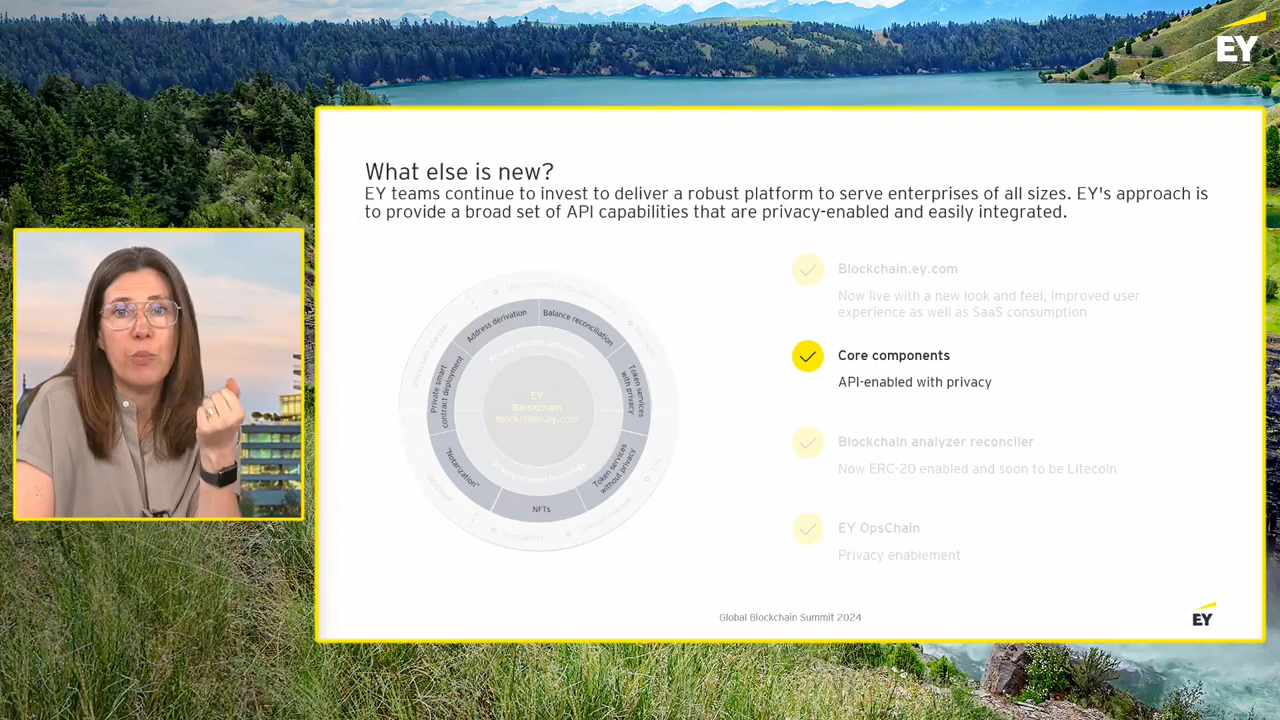 EY
What else is new?
EY teams continue to invest to deliver a robust platform to serve enterprises of all sizes. EY's approach is
to provide a broad set of API capabilities that are privacy-enabled and easily integrated.
Address derivation
Balance reconciliation
Private smart
contract deployment
Token services
with privacy
"Notarization"
Token services
without privacy
NFTs
EY
Blockchain
blockchain.ey.com
Blockchain.ey.com
Now live with a new look and feel, improved user
experience as well as SaaS consumption
Core components
API-enabled with privacy
Blockchain analyzer reconciler
Now ERC-20 enabled and soon to be Litecoin
EY OpsChain
Privacy enablement
Global Blockchain Summit 2024
EY